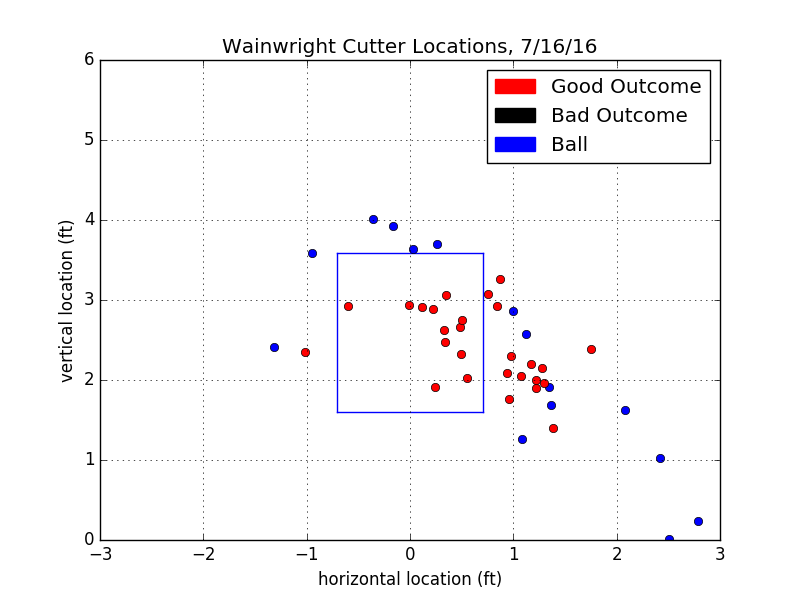 Wainwright Cutter Locations, 7/16/16
6
Good Outcome
Bad Outcome
Ball
5
4
3
2
1
0
−3 −2 −1 0 1 2 3
vertical location (ft)
horizontal location (ft)